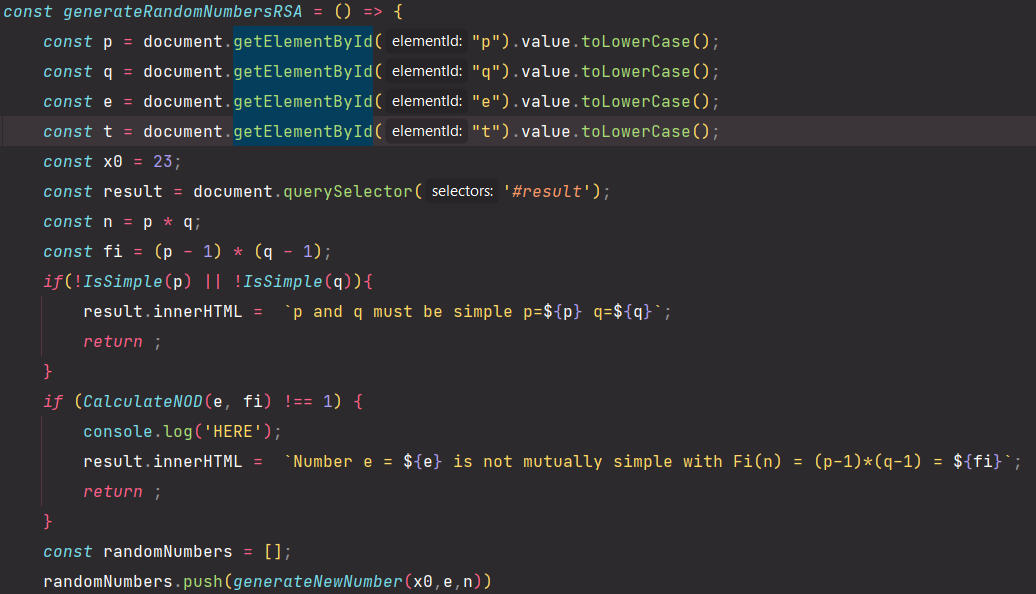 const generateRandomNumbersRSA = () => {
    const p = document.getElementById( elementId: "p").value.toLowerCase();
    const q = document.getElementById( elementId: "q").value.toLowerCase();
    const e = document.getElementById( elementId: "e").value.toLowerCase();
    const t = document.getElementById( elementId: "t").value.toLowerCase();
    const x0 = 23;
    const result = document.querySelector( selectors: '#result');
    const n = p * q;
    const fi = (p - 1) * (q - 1);
    if(!IsSimple(p) || !IsSimple(q)){
        result.innerHTML =  `p and q must be simple p=${p} q=${q}`;
        return ;
    }
    if (CalculateNOD(e, fi) !== 1) {
        console.log('HERE');
        result.innerHTML =  `Number e = ${e} is not mutually simple with Fi(n) = (p-1)*(q-1) = ${fi}`;
        return ;
    }
    const randomNumbers = [];
    randomNumbers.push(generateNewNumber(x0,e,n))